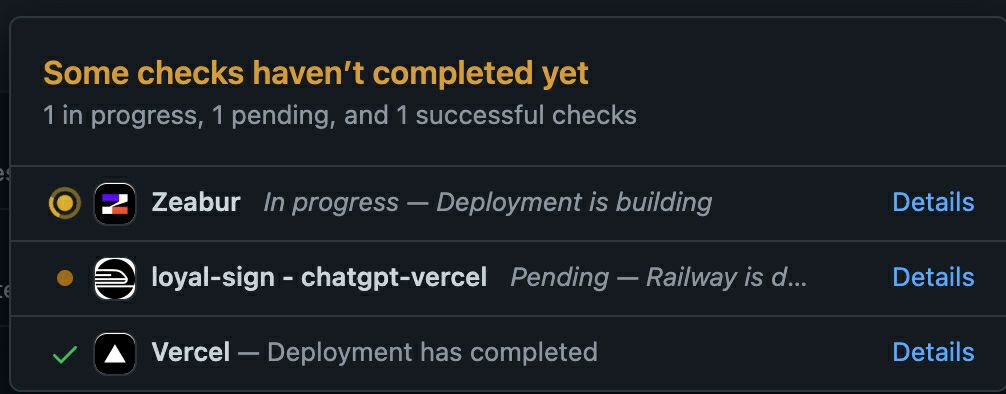 Some checks haven’t completed yet
1 in progress, 1 pending, and 1 successful checks
Zeabur In progress — Deployment is building Details
loyal-sign - chatgpt-vercel Pending — Railway is d... Details
Vercel — Deployment has completed Details